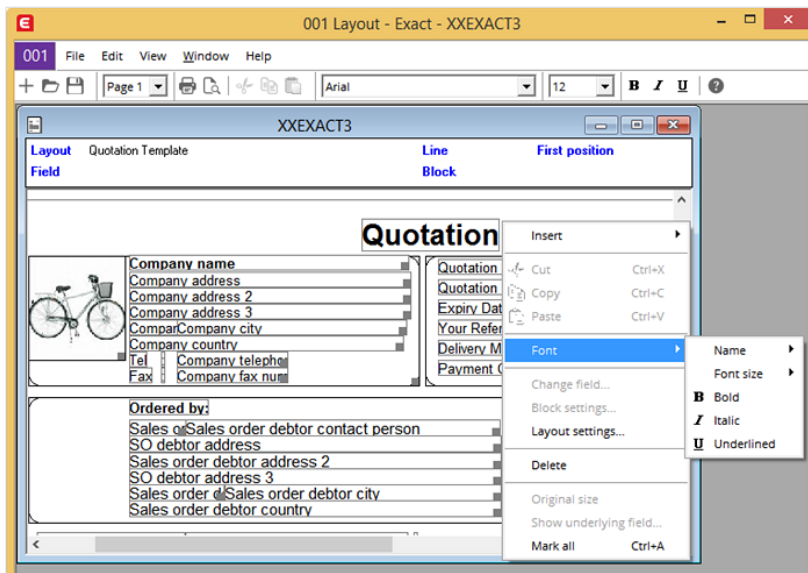 001 Layout - Exact - XXEXACT3
001 File Edit View Window Help
Page 1 Arial 12 B I U
XXEXACT3
Layout Quotation Template Line First position
Field Block
Quotation
Company name
Company address
Company address 2
Company address 3
Company city
Company country
Tel Company
Fax Company fax
Quotation
Quotation
Expiry
Your
Delivery
Payment
Ordered by:
Sales Sales order debtor contact person
SO debtor address
Sales order debtor address 2
SO debtor address 3
Sales order Sales order debtor city
Sales order debtor country
Insert
Cut Ctrl+X
Copy Ctrl+C
Paste Ctrl+V
Font
Change field...
Block settings...
Layout settings...
Delete
Original size
Show underlying field...
Mark all Ctrl+A
Name
Font size
B Bold
I Italic
U Underlined